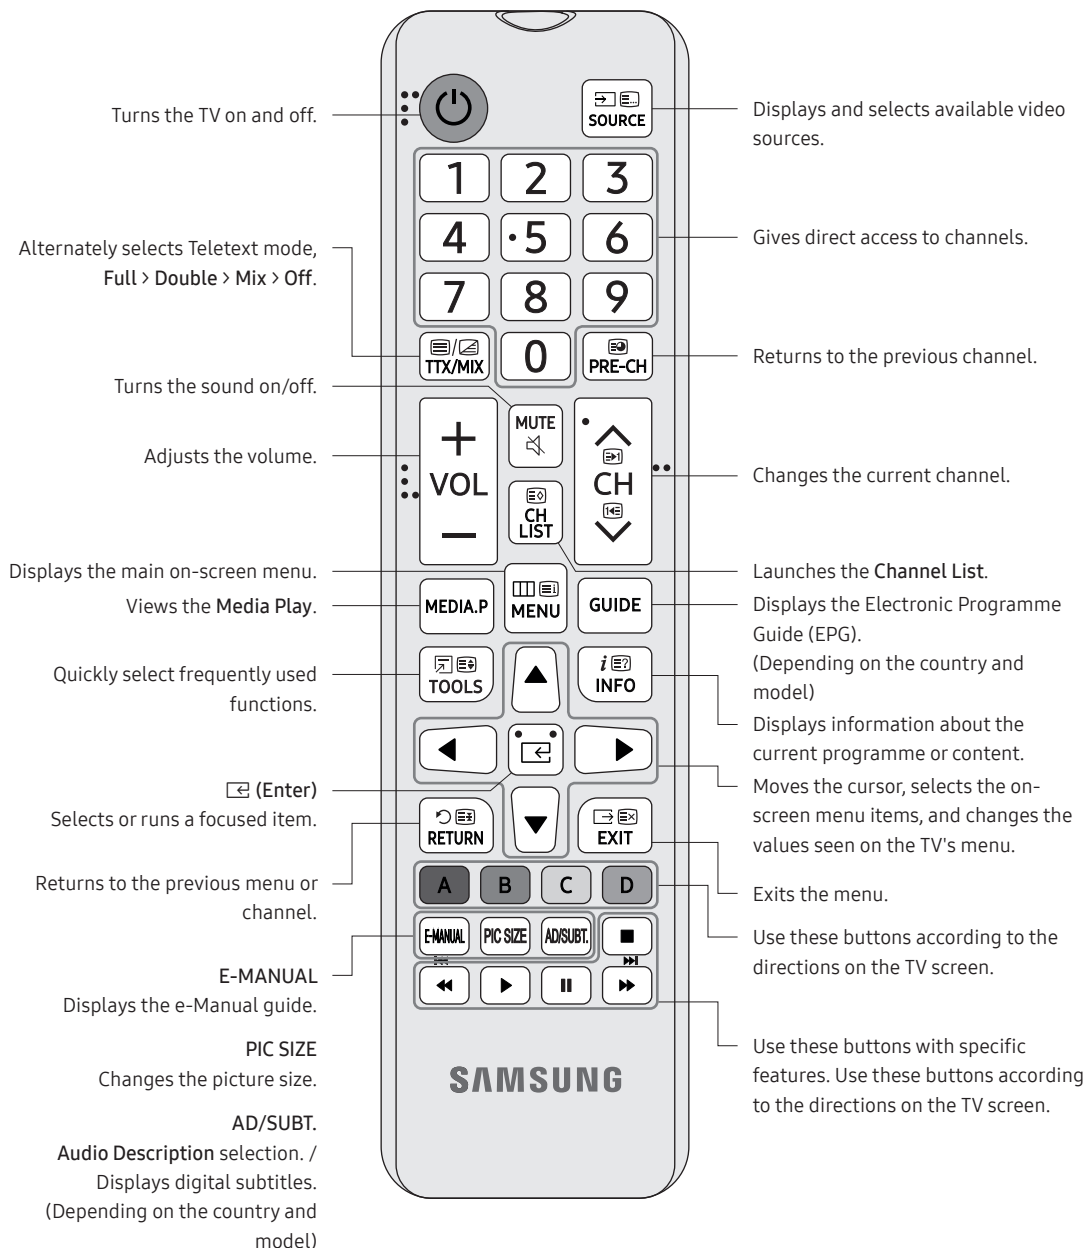 Turns the TV on and off.
SOURCE
Displays and selects available video
sources.
1 2 3
4 5 6
7 8 9
0
Gives direct access to channels.
Alternately selects Teletext mode,
Full > Double > Mix > Off.
TTX/MIX
PRE-CH
Returns to the previous channel.
Turns the sound on/off.
MUTE
Adjusts the volume.
+
VOL
—
CH
Changes the current channel.
CH
LIST
Launches the Channel List.
Displays the main on-screen menu.
MENU
Views the Media Play.
MEDIA.P
GUIDE
Displays the Electronic Programme
Guide (EPG).
(Depending on the country and
model)
Quickly select frequently used
functions.
TOOLS
i
INFO
Displays information about the
current programme or content.
(Enter)
Selects or runs a focused item.
Moves the cursor, selects the on-
screen menu items, and changes the
values seen on the TV's menu.
RETURN
Returns to the previous menu or
channel.
EXIT
Exits the menu.
A B C D
Use these buttons according to the
directions on the TV screen.
E-MANUAL PIC SIZE AD/SUBT.
E-MANUAL
Displays the e-Manual guide.
PIC SIZE
Changes the picture size.
AD/SUBT.
Audio Description selection. /
Displays digital subtitles.
(Depending on the country and
model)
Use these buttons with specific
features. Use these buttons according
to the directions on the TV screen.
SAMSUNG